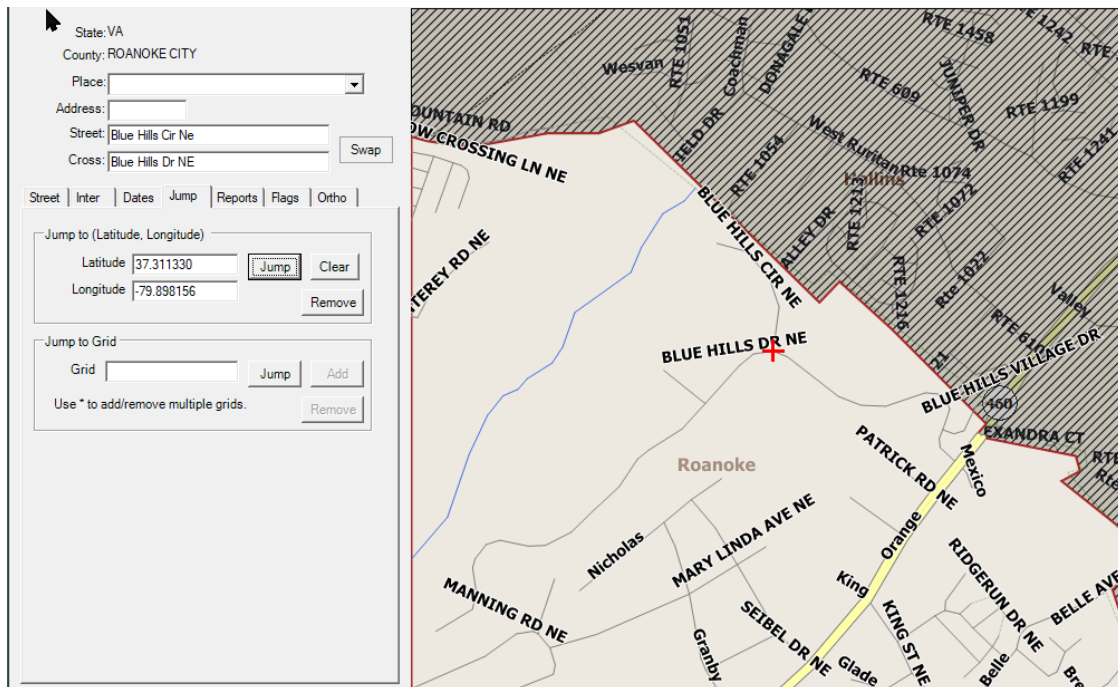 State: VA
County: ROANOKE CITY
Place:
Address:
Street: Blue Hills Cir Ne
Cross: Blue Hills Dr NE
Swap
Street Inter Dates Jump Reports Flags Ortho
Jump to (Latitude, Longitude)
Latitude 37.311330 Jump Clear
Longitude -79.898156
Remove
Jump to Grid
Grid Jump Add
Use * to add/remove multiple grids.
Remove
RTE 1051
Coachman
DONAGALE
RTE 1458
RTE 1242
Wesvan
RTE 609
JUNIPER DR
RTE 1199
OUNTAIN RD
OW CROSSING LN NE
IELD DR
RTE 1054
West Ruritan
Rte 1074
RTE 1241
Hollins
RTE 1213
RTE 1072
BLUE HILLS CIR NE
ALLEY DR
TEREY RD NE
RTE 1216
Rte 1022
Valley
RTE 610
BLUE HILLS DR NE
21
BLUE HILLS VILLAGE DR
460
EXANDRA CT
Roanoke
PATRICK RD NE
Mexico
RTE
Rte
Orange
Nicholas
MARY LINDA AVE NE
King
RIDGERUN DR NE
BELLE AV
MANNING RD NE
SEIBEL DR NE
KING ST NE
Granby
Glade
Belle
Bre